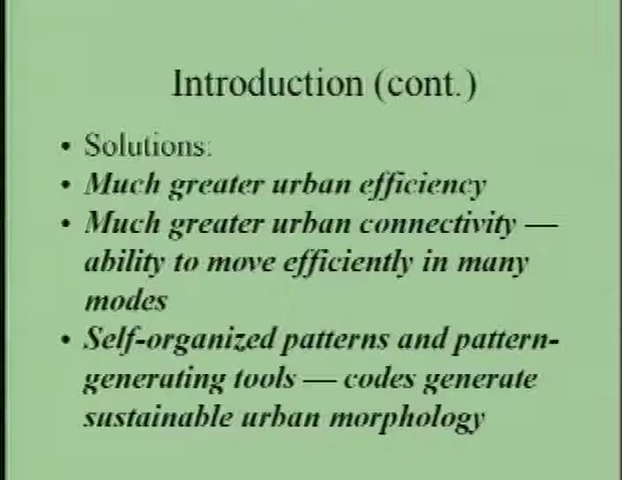 Introduction (cont.)
• Solutions:
• Much greater urban efficiency
• Much greater urban connectivity —
ability to move efficiently in many
modes
• Self-organized patterns and pattern-
generating tools — codes generate
sustainable urban morphology